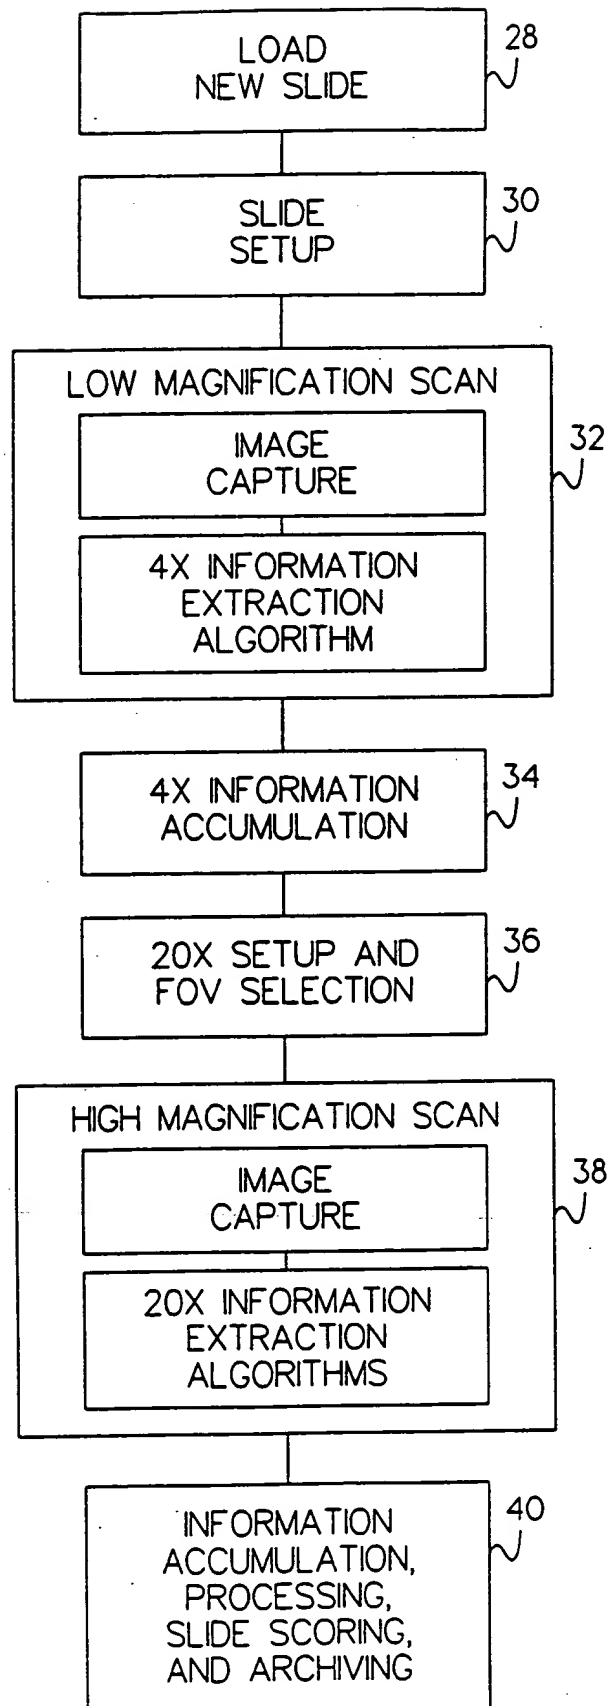 LOAD
NEW SLIDE
28
SLIDE
SETUP
30
LOW MAGNIFICATION SCAN
IMAGE
CAPTURE
32
4X INFORMATION
EXTRACTION
ALGORITHM
4X INFORMATION
ACCUMULATION
34
20X SETUP AND
FOV SELECTION
36
HIGH MAGNIFICATION SCAN
IMAGE
CAPTURE
38
20X INFORMATION
EXTRACTION
ALGORITHMS
INFORMATION
ACCUMULATION,
PROCESSING,
SLIDE SCORING,
AND ARCHIVING
40